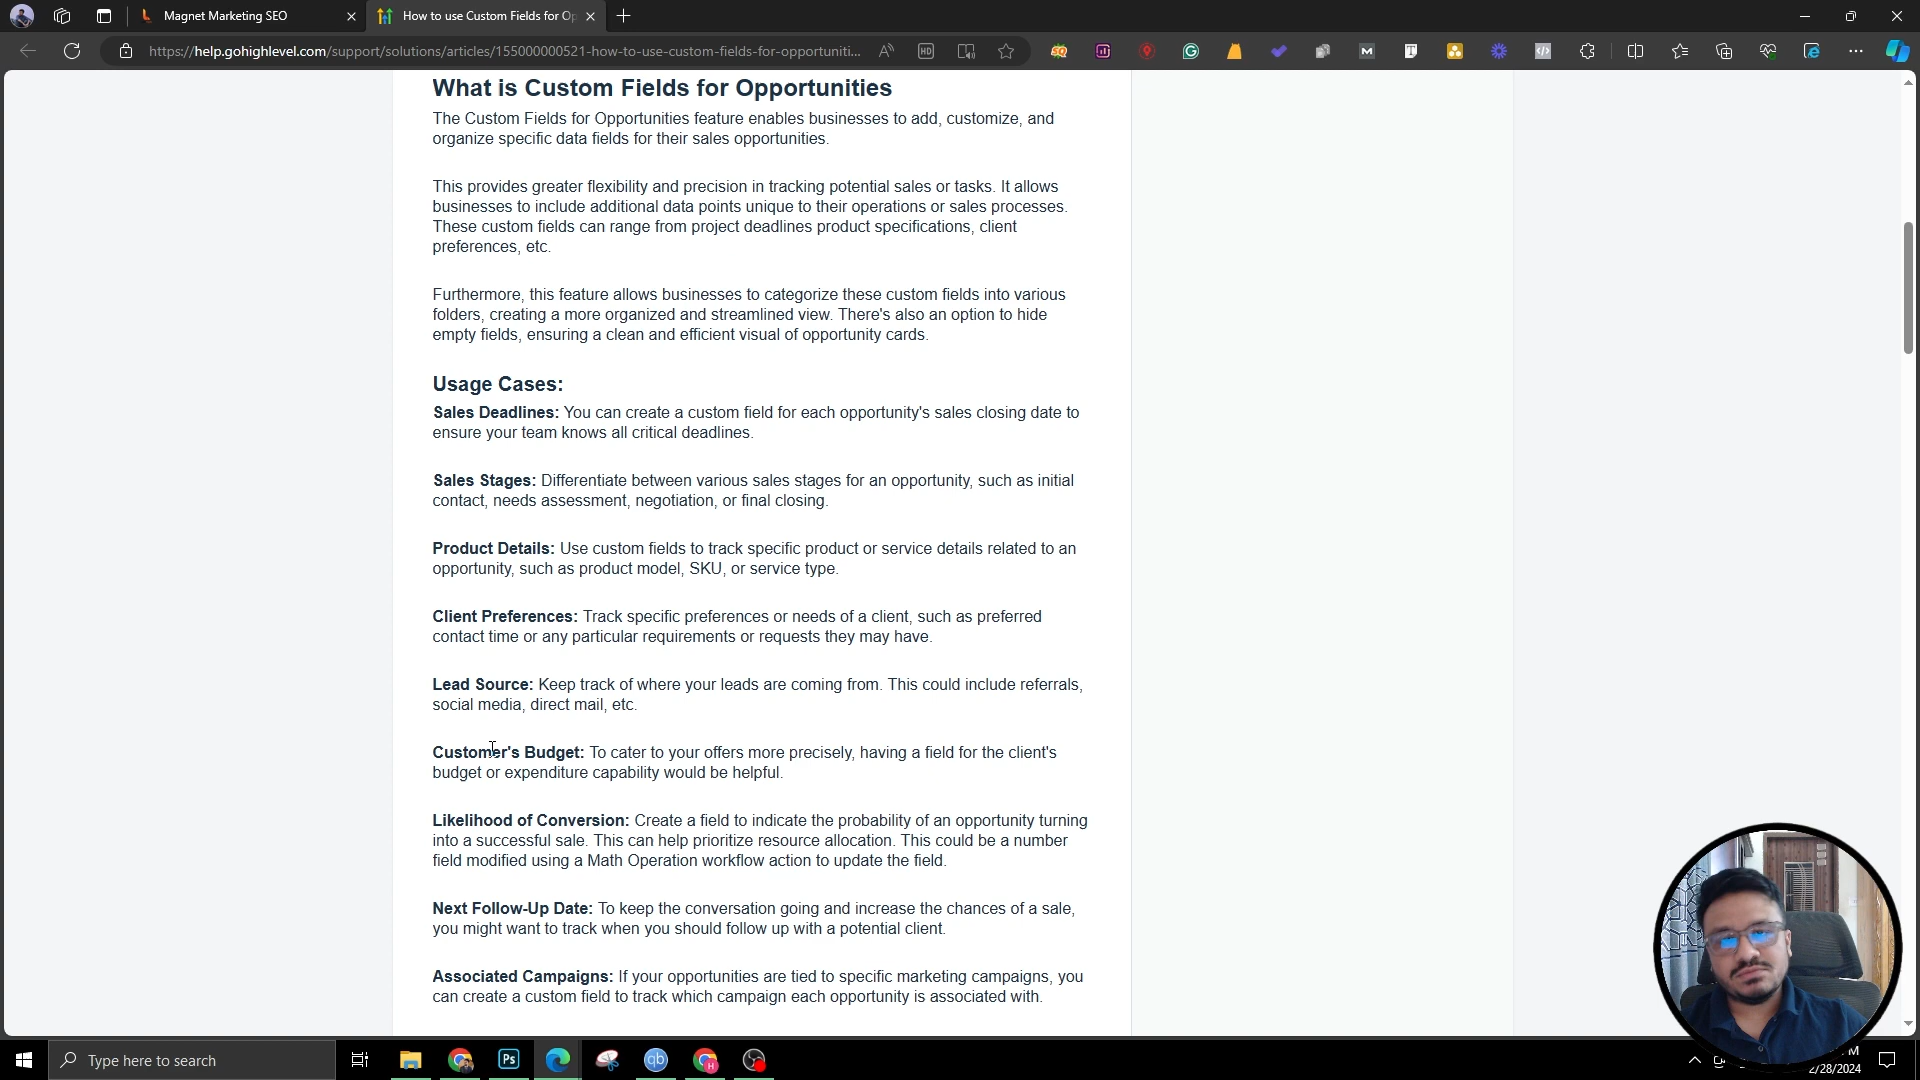 Magnet Marketing SEO
How to use Custom Fields for Op
https://help.gohighlevel.com/support/solutions/articles/155000000521-how-to-use-custom-fields-for-opportuniti...
What is Custom Fields for Opportunities
The Custom Fields for Opportunities feature enables businesses to add, customize, and
organize specific data fields for their sales opportunities.
This provides greater flexibility and precision in tracking potential sales or tasks. It allows
businesses to include additional data points unique to their operations or sales processes.
These custom fields can range from project deadlines product specifications, client
preferences, etc.
Furthermore, this feature allows businesses to categorize these custom fields into various
folders, creating a more organized and streamlined view. There's also an option to hide
empty fields, ensuring a clean and efficient visual of opportunity cards.
Usage Cases:
Sales Deadlines: You can create a custom field for each opportunity's sales closing date to
ensure your team knows all critical deadlines.
Sales Stages: Differentiate between various sales stages for an opportunity, such as initial
contact, needs assessment, negotiation, or final closing.
Product Details: Use custom fields to track specific product or service details related to an
opportunity, such as product model, SKU, or service type.
Client Preferences: Track specific preferences or needs of a client, such as preferred
contact time or any particular requirements or requests they may have.
Lead Source: Keep track of where your leads are coming from. This could include referrals,
social media, direct mail, etc.
Customer's Budget: To cater to your offers more precisely, having a field for the client's
budget or expenditure capability would be helpful.
Likelihood of Conversion: Create a field to indicate the probability of an opportunity turning
into a successful sale. This can help prioritize resource allocation. This could be a number
field modified using a Math Operation workflow action to update the field.
Next Follow-Up Date: To keep the conversation going and increase the chances of a sale,
you might want to track when you should follow up with a potential client.
Associated Campaigns: If your opportunities are tied to specific marketing campaigns, you
can create a custom field to track which campaign each opportunity is associated with.
Type here to search
Ps
qb
M
2/28/2024